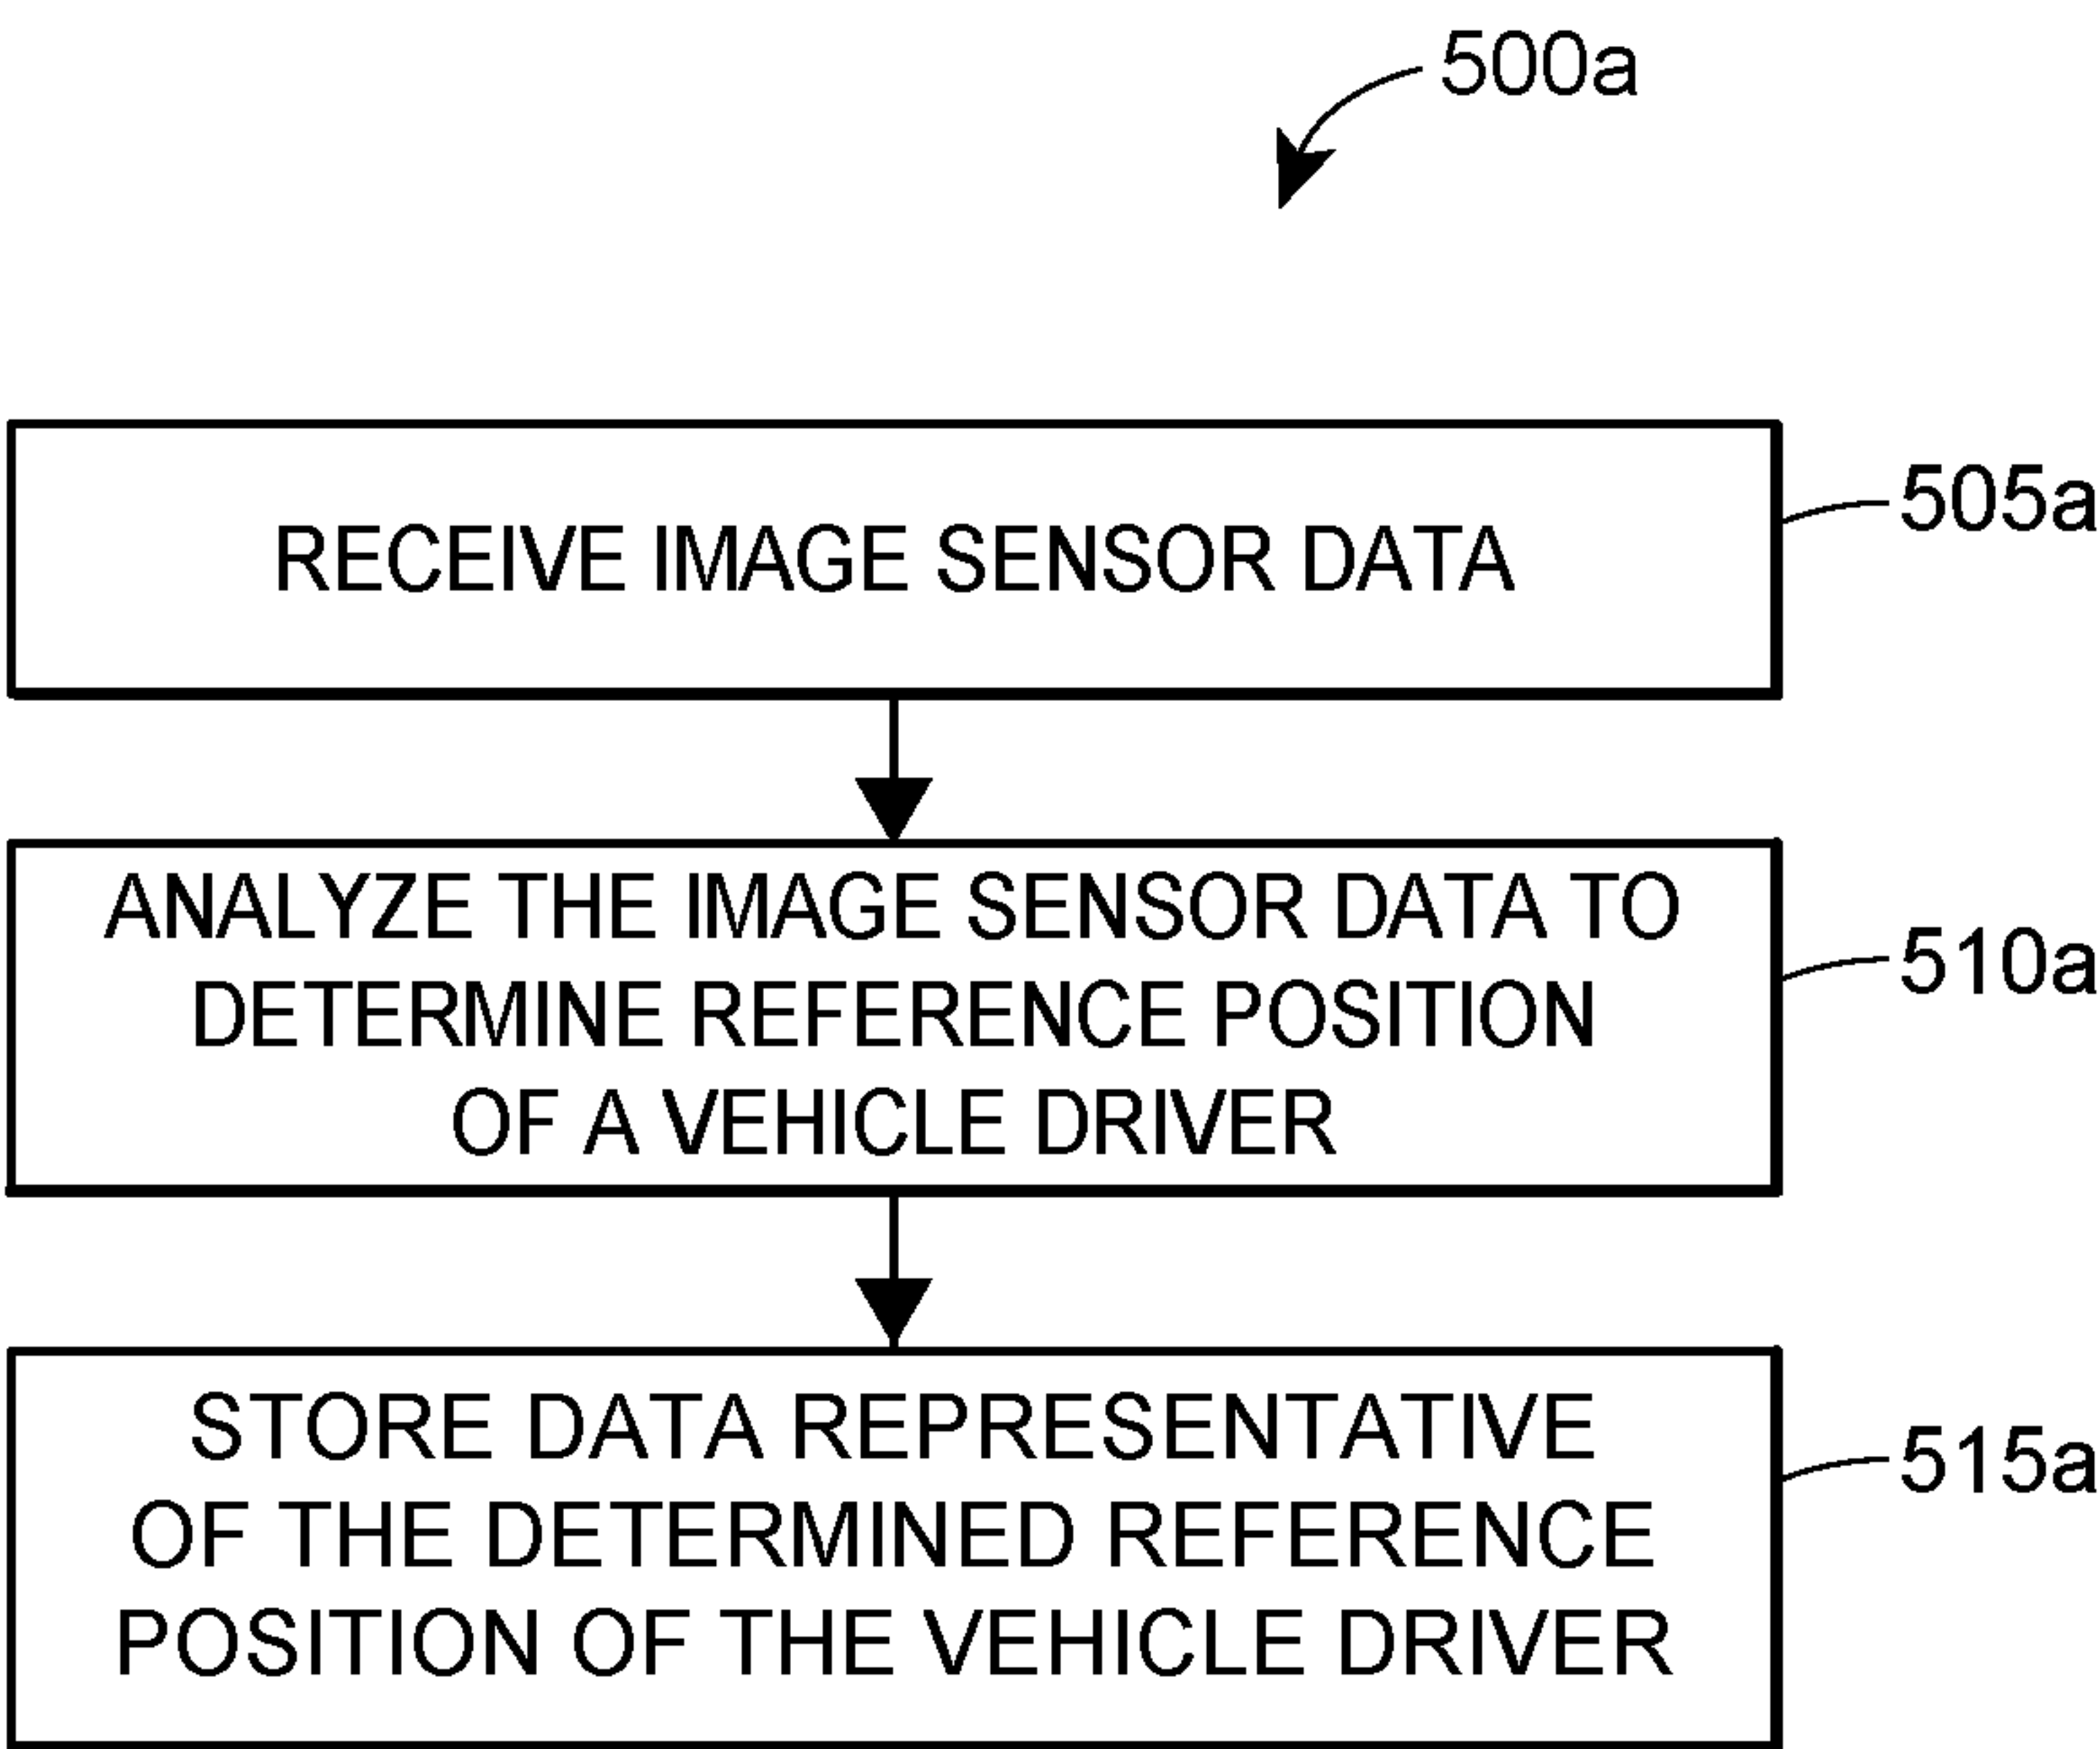 500a
RECEIVE IMAGE SENSOR DATA
505a
ANALYZE THE IMAGE SENSOR DATA TO
DETERMINE REFERENCE POSITION
OF A VEHICLE DRIVER
510a
STORE DATA REPRESENTATIVE
OF THE DETERMINED REFERENCE
POSITION OF THE VEHICLE DRIVER
515a